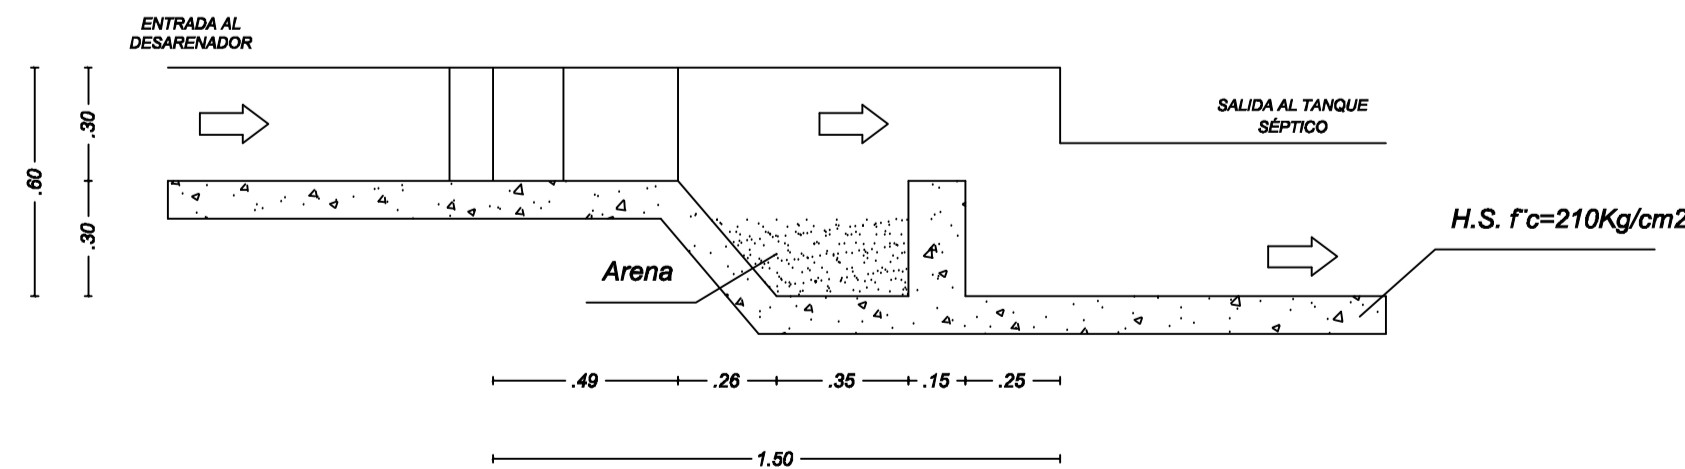 ENTRADA AL
DESARENADOR
.60
.30
.30
SALIDA AL TANQUE
SÉPTICO
H.S. f¨c=210Kg/cm2
Arena
.49
.26
.35
.15
.25
1.50